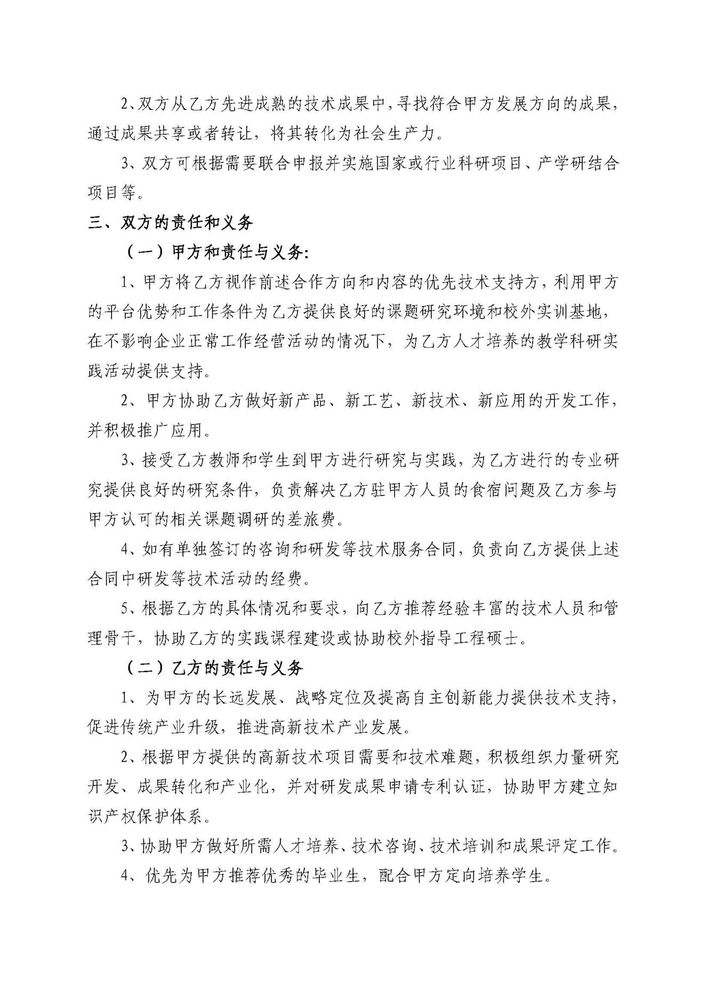 2、双方从乙方先进成熟的技术成果中，寻找符合甲方发展方向的成果，
通过成果共享或者转让，将其转化为社会生产力。
3、双方可根据需要联合申报并实施国家或行业科研项目、产学研结合
项目等。
三、双方的责任和义务
（一）甲方和责任与义务：
1、甲方将乙方视作前述合作方向和内容的优先技术支持方，利用甲方
的平台优势和工作条件为乙方提供良好的课题研究环境和校外实训基地，
在不影响企业正常工作经营活动的情况下，为乙方人才培养的教学科研实
践活动提供支持。
2、甲方协助乙方做好新产品、新工艺、新技术、新应用的开发工作，
并积极推广应用。
3、接受乙方教师和学生到甲方进行研究与实践，为乙方进行的专业研
究提供良好的研究条件，负责解决乙方驻甲方人员的食宿问题及乙方参与
甲方认可的相关课题调研的差旅费。
4、如有单独签订的咨询和研发等技术服务合同，负责向乙方提供上述
合同中研发等技术活动的经费。
5、根据乙方的具体情况和要求，向乙方推荐经验丰富的技术人员和管
理骨干，协助乙方的实践课程建设或协助校外指导工程硕士。
（二）乙方的责任与义务
1、为甲方的长远发展、战略定位及提高自主创新能力提供技术支持，
促进传统产业升级，推进高新技术产业发展。
2、根据甲方提供的高新技术项目需要和技术难题，积极组织力量研究
开发、成果转化和产业化，并对研发成果申请专利认证，协助甲方建立知
识产权保护体系。
3、协助甲方做好所需人才培养、技术咨询、技术培训和成果评定工作。
4、优先为甲方推荐优秀的毕业生，配合甲方定向培养学生。